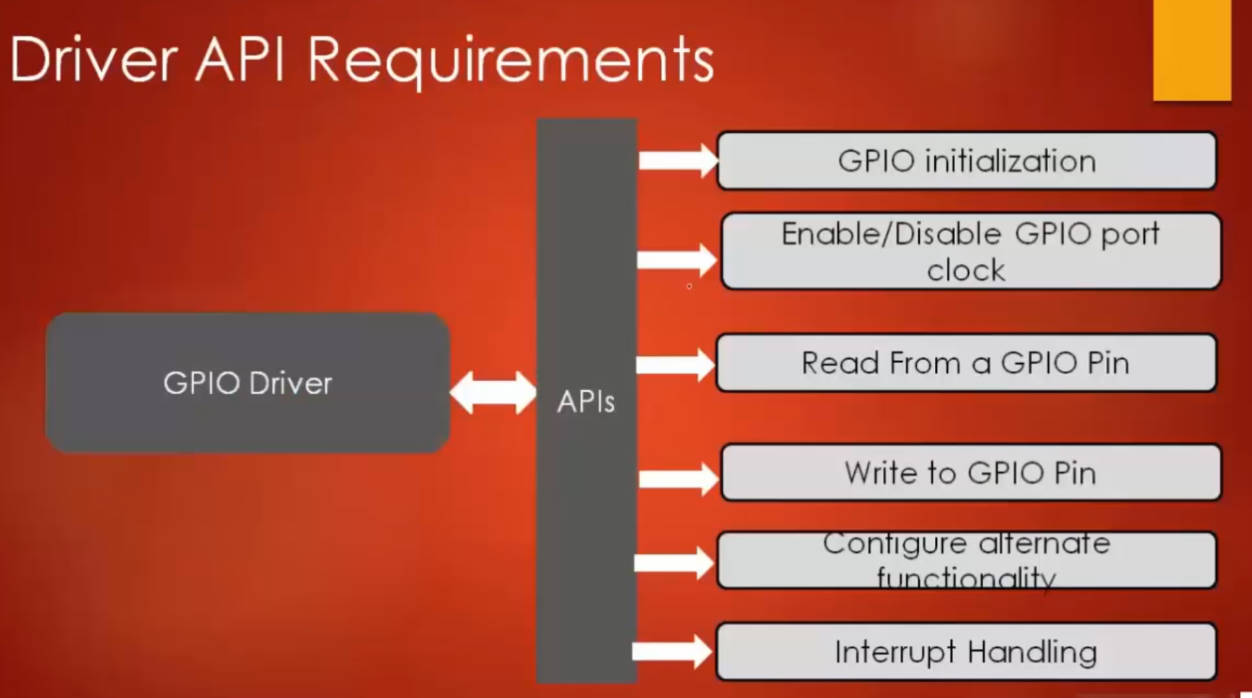 Driver API Requirements
GPIO initialization
Enable/Disable GPIO port
clock
Read From a GPIO Pin
GPIO Driver
APIs
Write to GPIO Pin
Configure alternate
functionality
Interrupt Handling